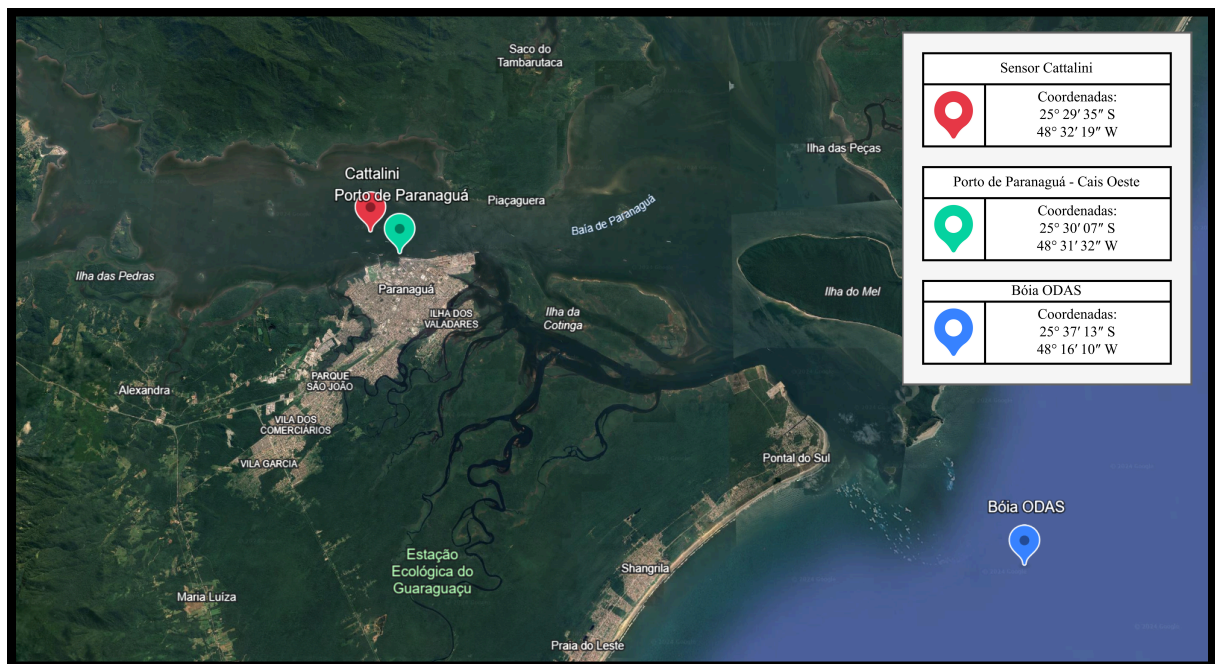 Saco do
Tambarutaca
Ilha das Peças
Cattalini
Porto de Paranaguá
Piaçaguera
Baía de Paranaguá
Ilha das Pedras
Paranaguá
Ilha do Mel
ILHA DOS
VALADARES
Ilha da
Cotinga
PARQUE
SÃO JOÃO
Alexandra
VILA DOS
COMERCIÁRIOS
VILA GARCIA
Pontal do Sul
Bóia ODAS
Estação
Ecológica do
Guaraguaçu
Shangrila
Maria Luíza
Praia do Leste
Sensor Cattalini
Coordenadas:
25° 29′ 35″ S
48° 32′ 19″ W
Porto de Paranaguá - Cais Oeste
Coordenadas:
25° 30′ 07″ S
48° 31′ 32″ W
Bóia ODAS
Coordenadas:
25° 37′ 13″ S
48° 16′ 10″ W